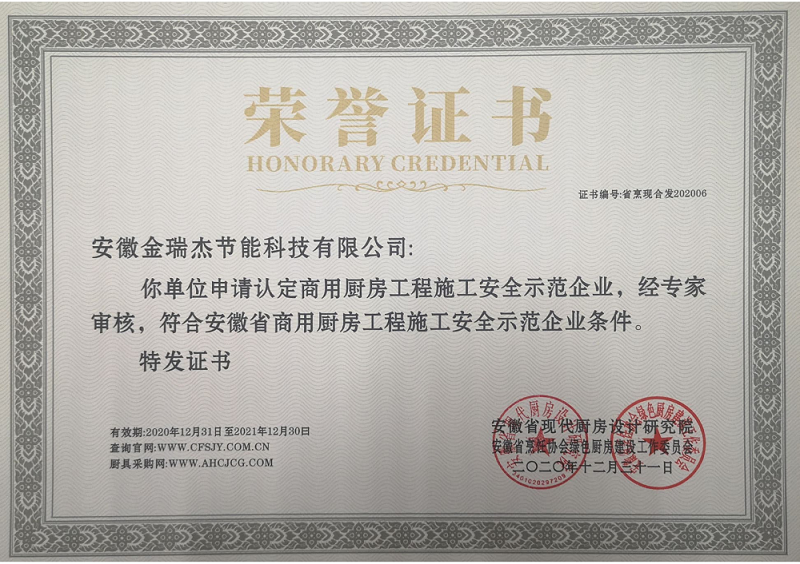 荣誉证书
HONORARY CREDENTIAL
证书编号:省烹现合发202006
安徽金瑞杰节能科技有限公司:
你单位申请认定商用厨房工程施工安全示范企业，经专家
审核，符合安徽省商用厨房工程施工安全示范企业条件。
特发证书
有效期:2020年12月31日至2021年12月30日
查询官网:WWW.CFSJY.COM.CN
厨具采购网:WWW.AHCJCG.COM
安徽省现代厨房设计研究院
安徽省烹饪协会绿色厨房建设工作委员会
二〇二〇年十二月三十一日